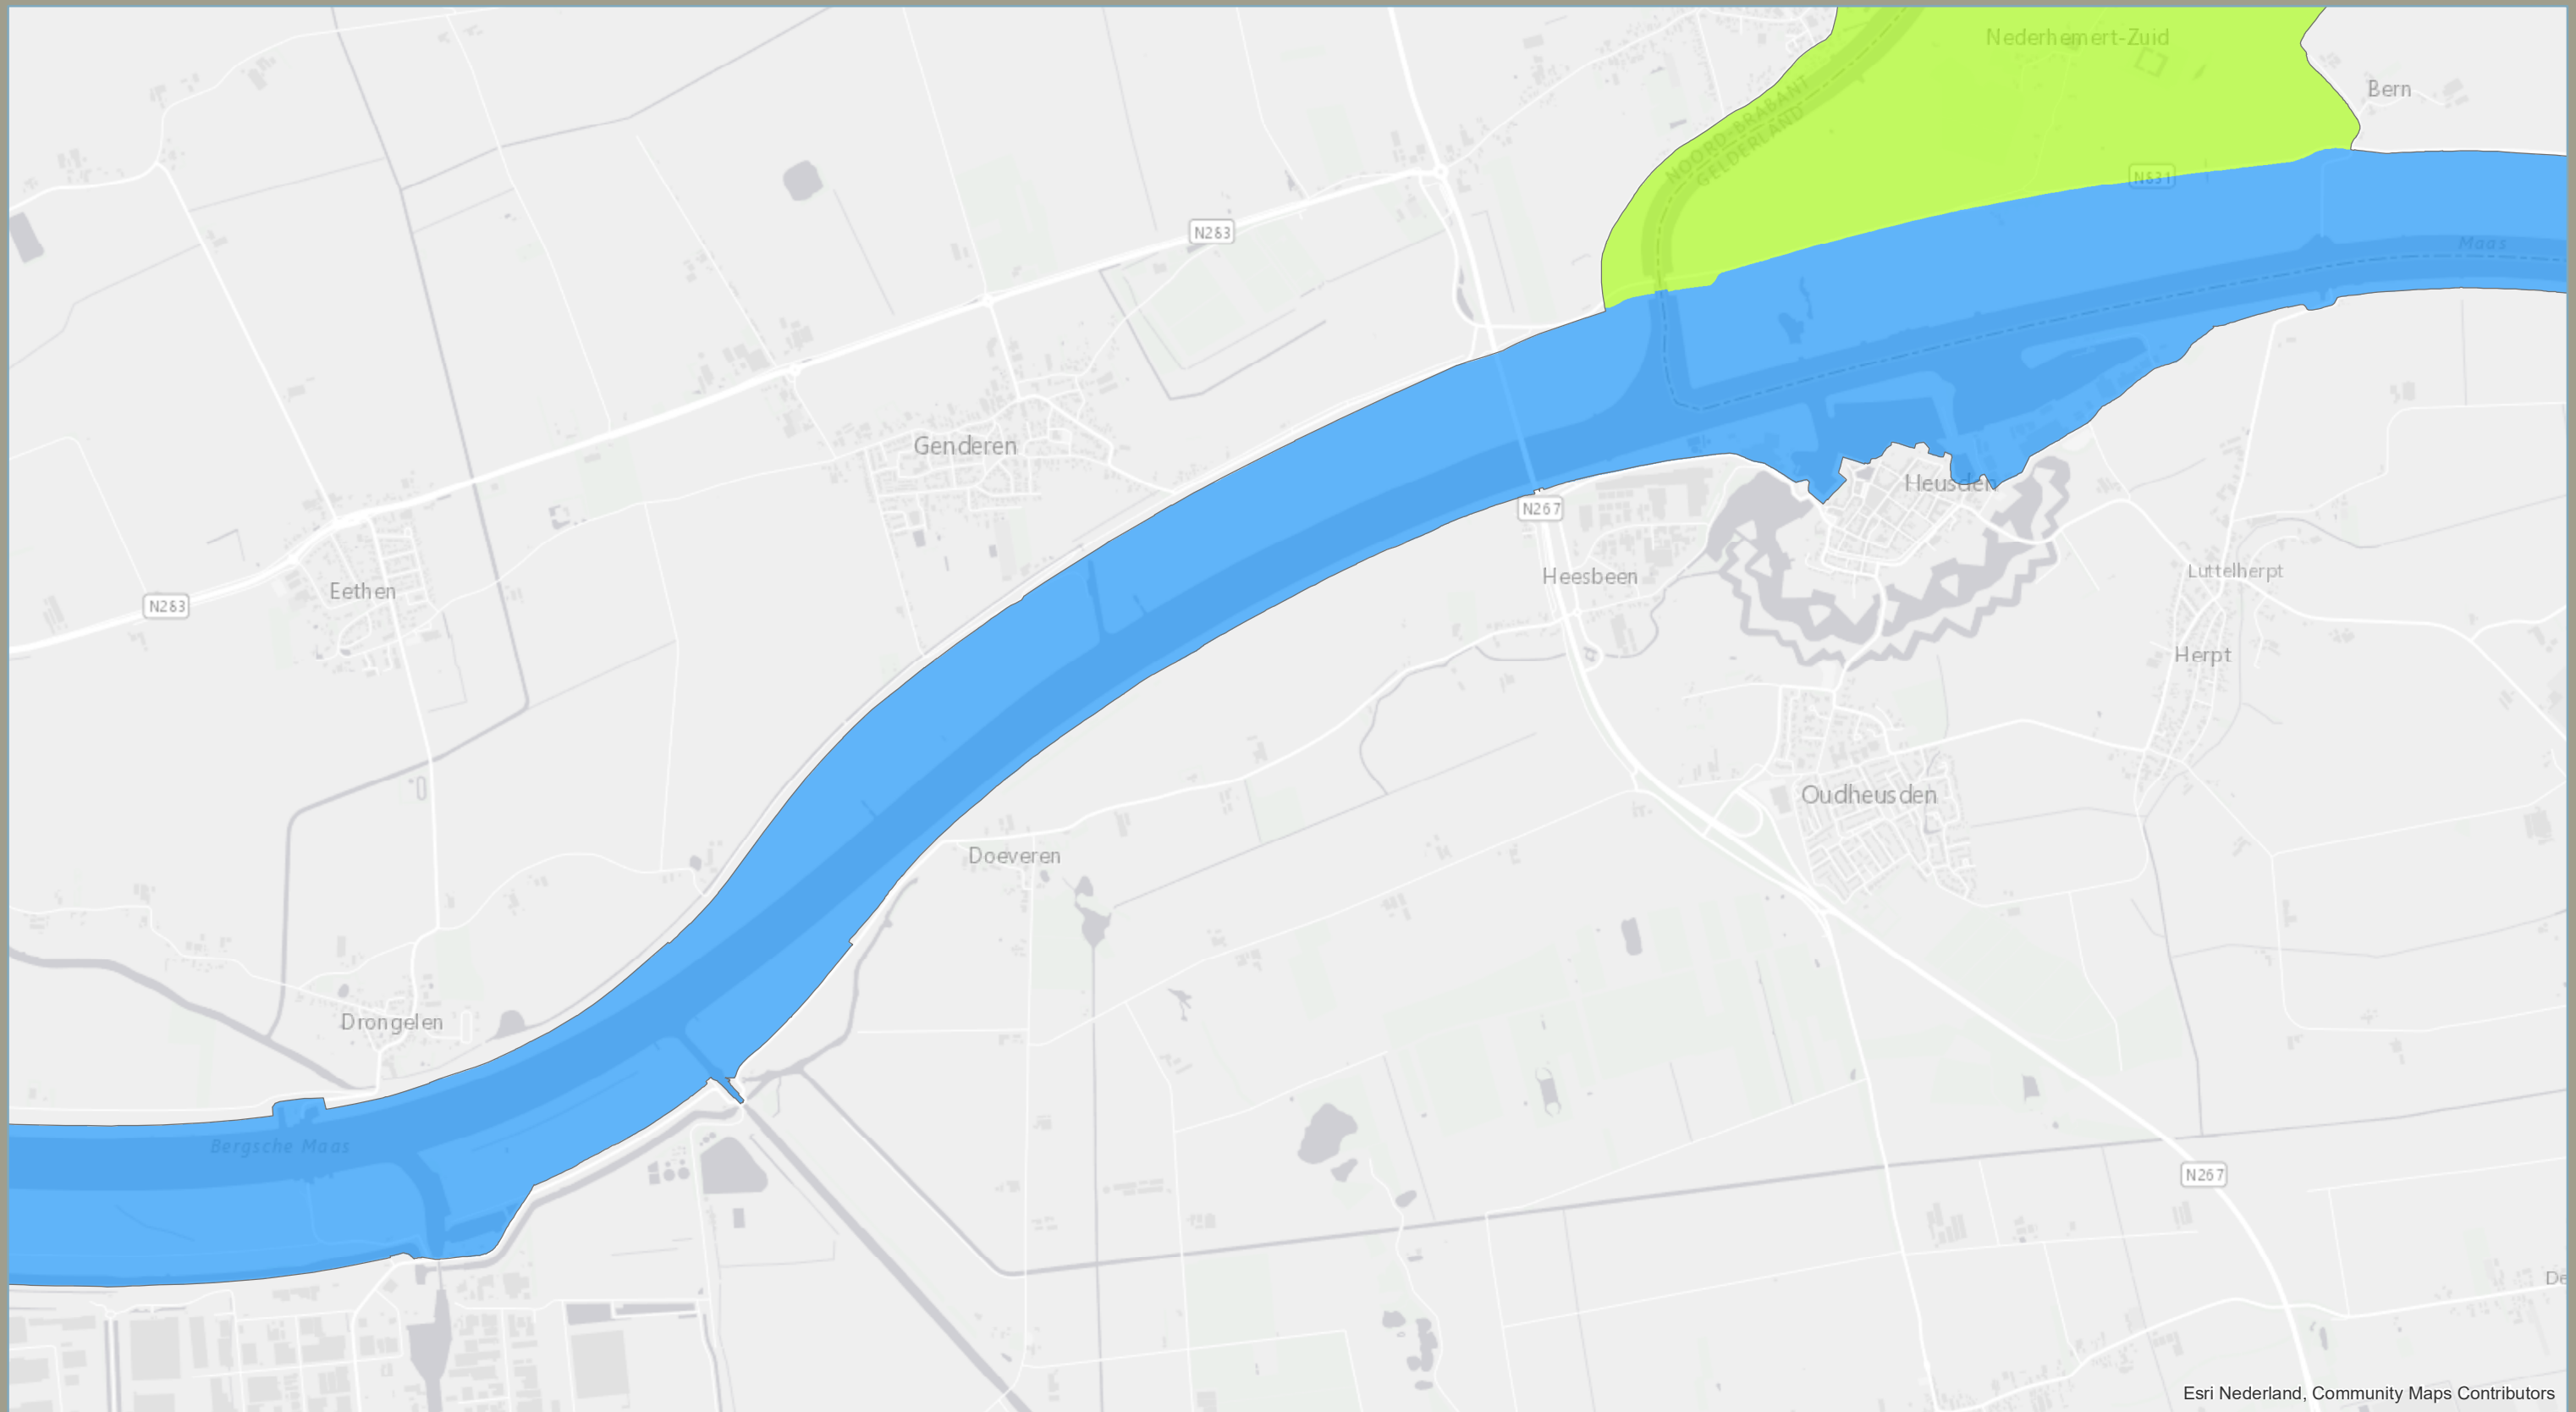 Nederhemert-Zuid
Bern
NOORD-BRABANT
GELDERLAND
N831
N283
Maas
Genderen
Heusden
N267
Heesbeen
Luttelherpt
Eethen
N283
Herpt
Oudheusden
Doeveren
Drongelen
Bergsche Maas
N267
De
Esri Nederland, Community Maps Contributors